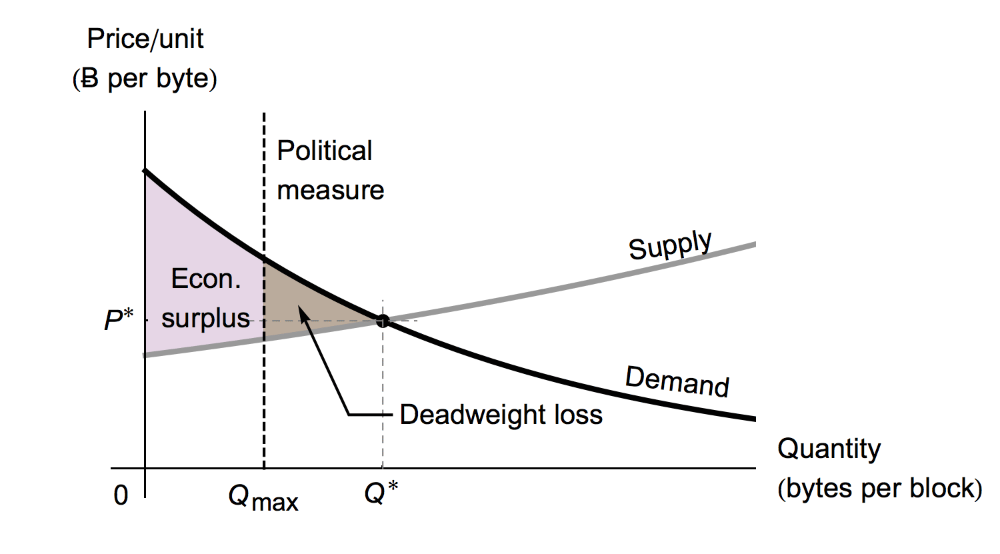 Price/unit
(Ƀ per byte)
Political
measure
Supply
Econ.
surplus
P*
Demand
Deadweight loss
Quantity
(bytes per block)
0
Qmax
Q*